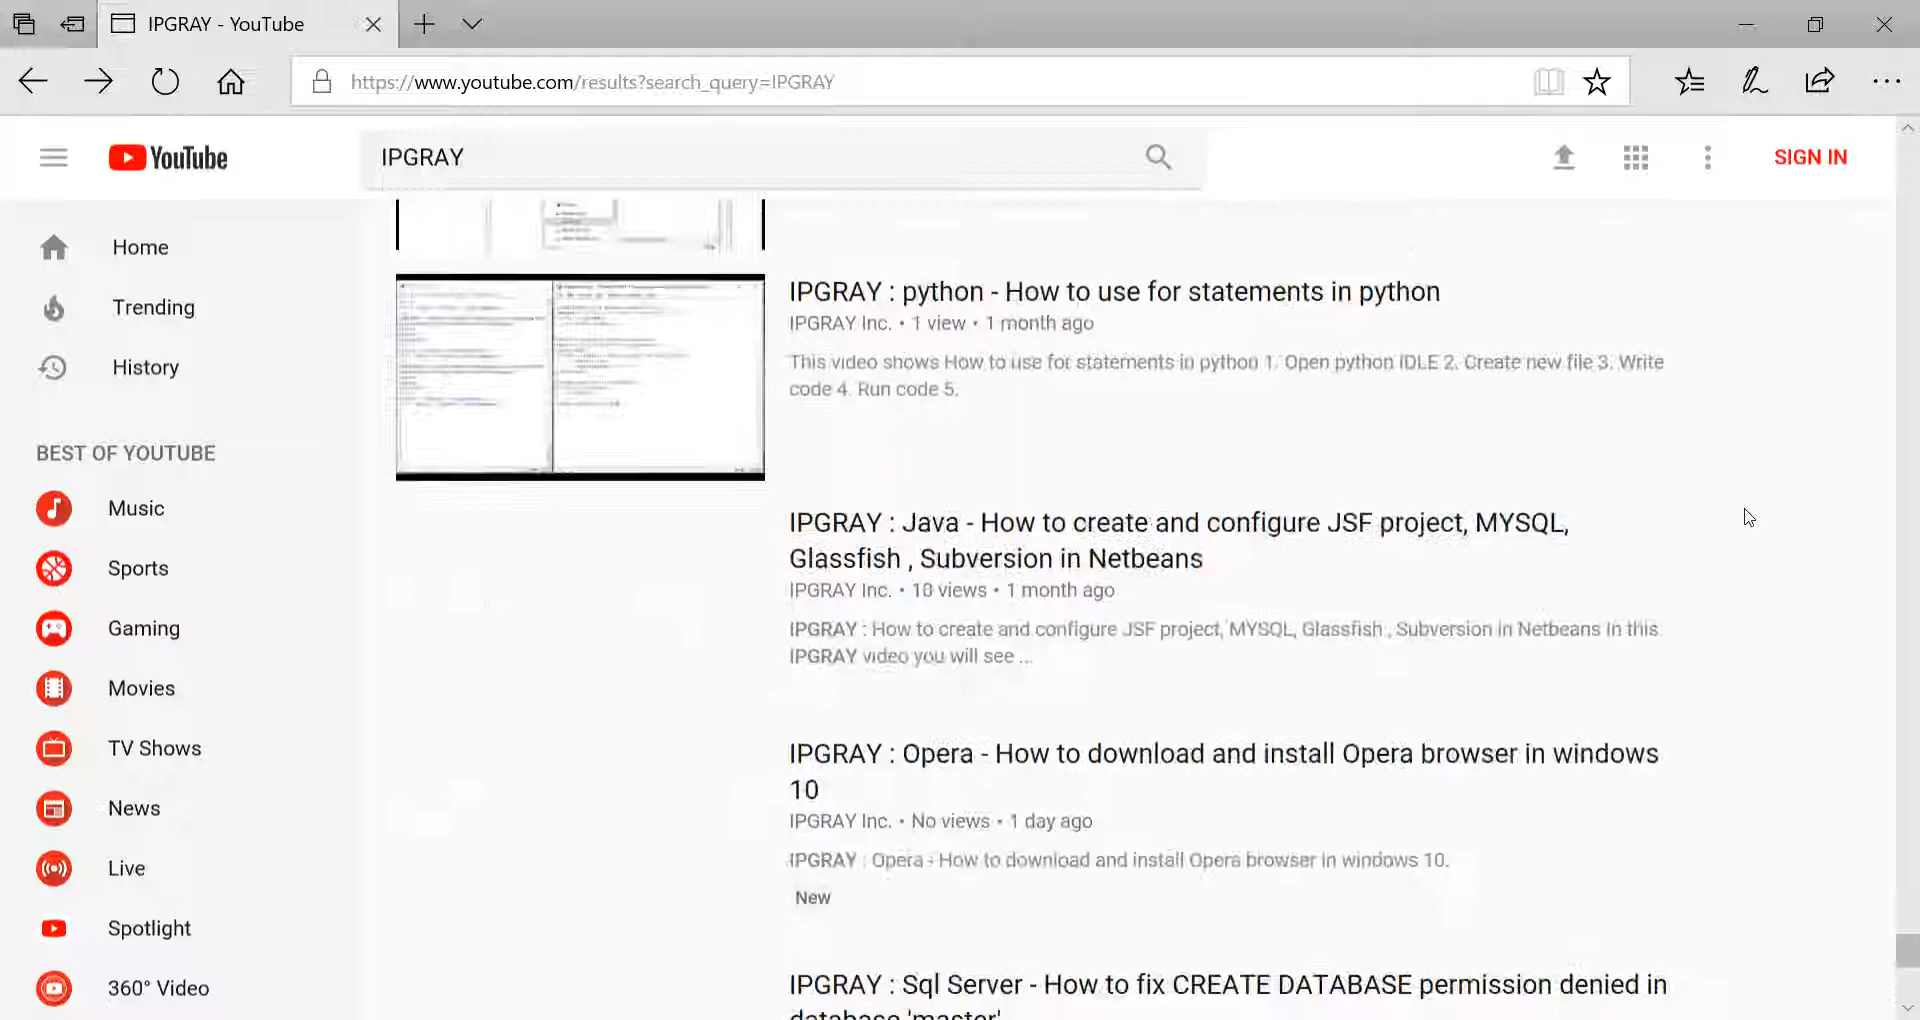 IPGRAY - YouTube
https://www.youtube.com/results?search_query=IPGRAY
YouTube
IPGRAY
SIGN IN
Home
Trending
History
BEST OF YOUTUBE
Music
Sports
Gaming
Movies
TV Shows
News
Live
Spotlight
360° Video
IPGRAY : python - How to use for statements in python
IPGRAY Inc. • 1 view • 1 month ago
This video shows How to use for statements in python 1. Open python IDLE 2. Create new file 3. Write
code 4. Run code 5.
IPGRAY : Java - How to create and configure JSF project, MYSQL,
Glassfish , Subversion in Netbeans
IPGRAY Inc. • 18 views • 1 month ago
IPGRAY : How to create and configure JSF project, MYSQL, Glassfish , Subversion in Netbeans In this
IPGRAY video you will see ...
IPGRAY : Opera - How to download and install Opera browser in windows
10
IPGRAY Inc. • No views • 1 day ago
IPGRAY : Opera - How to download and install Opera browser in windows 10.
New
IPGRAY : Sql Server - How to fix CREATE DATABASE permission denied in
database 'master'